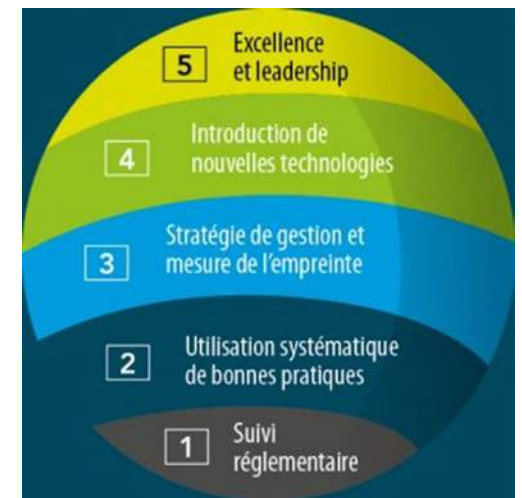 5 Excellence
et leadership
4 Introduction de
nouvelles technologies
3 Stratégie de gestion et
mesure de l'empreinte
2 Utilisation systématique
de bonnes pratiques
1 Suivi
réglementaire